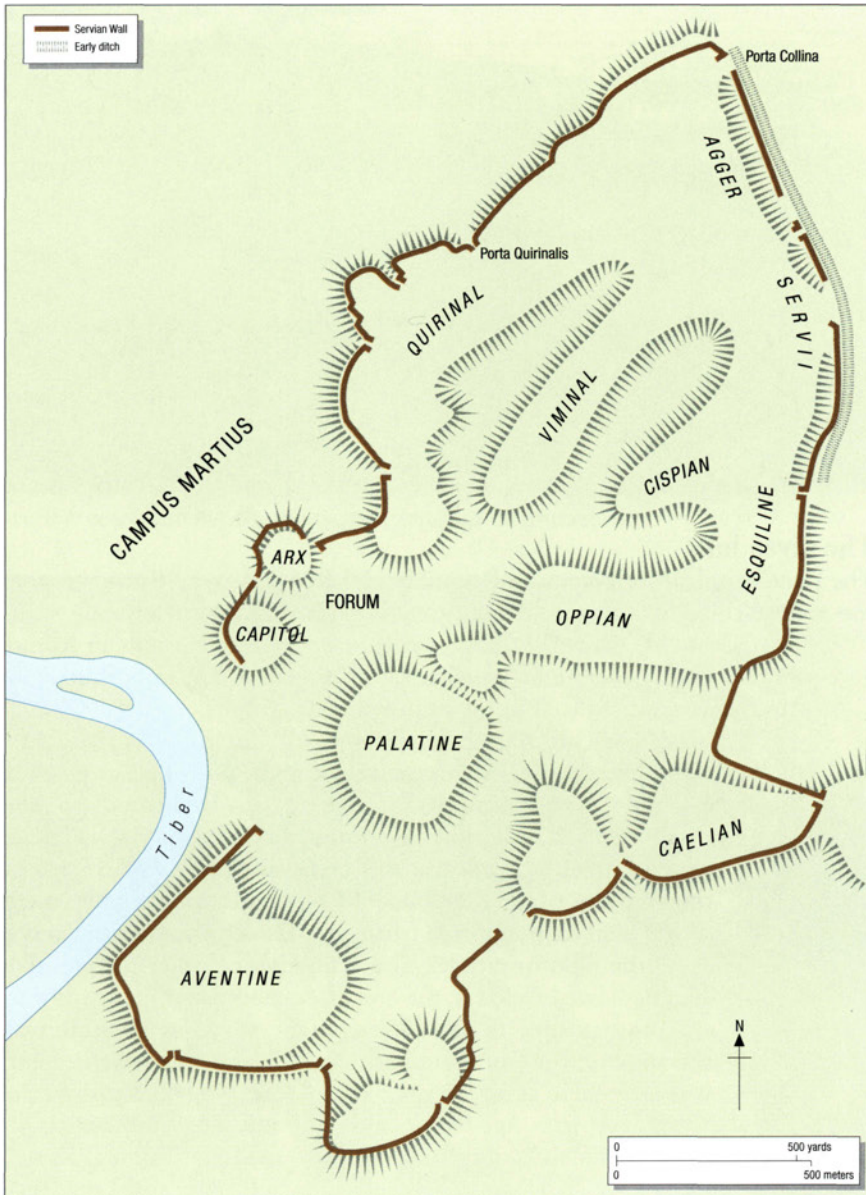 Servian Wall
Early ditch
Porta Collina
AGGER
SERVII
Porta Quirinalis
QUIRINAL
VIMINAL
CISPIAN
CAMPUS MARTIUS
ESQUILINE
ARX
FORUM
OPPIAN
CAPITOL
PALATINE
Tiber
CAELIAN
AVENTINE
N
0 500 yards
0 500 meters